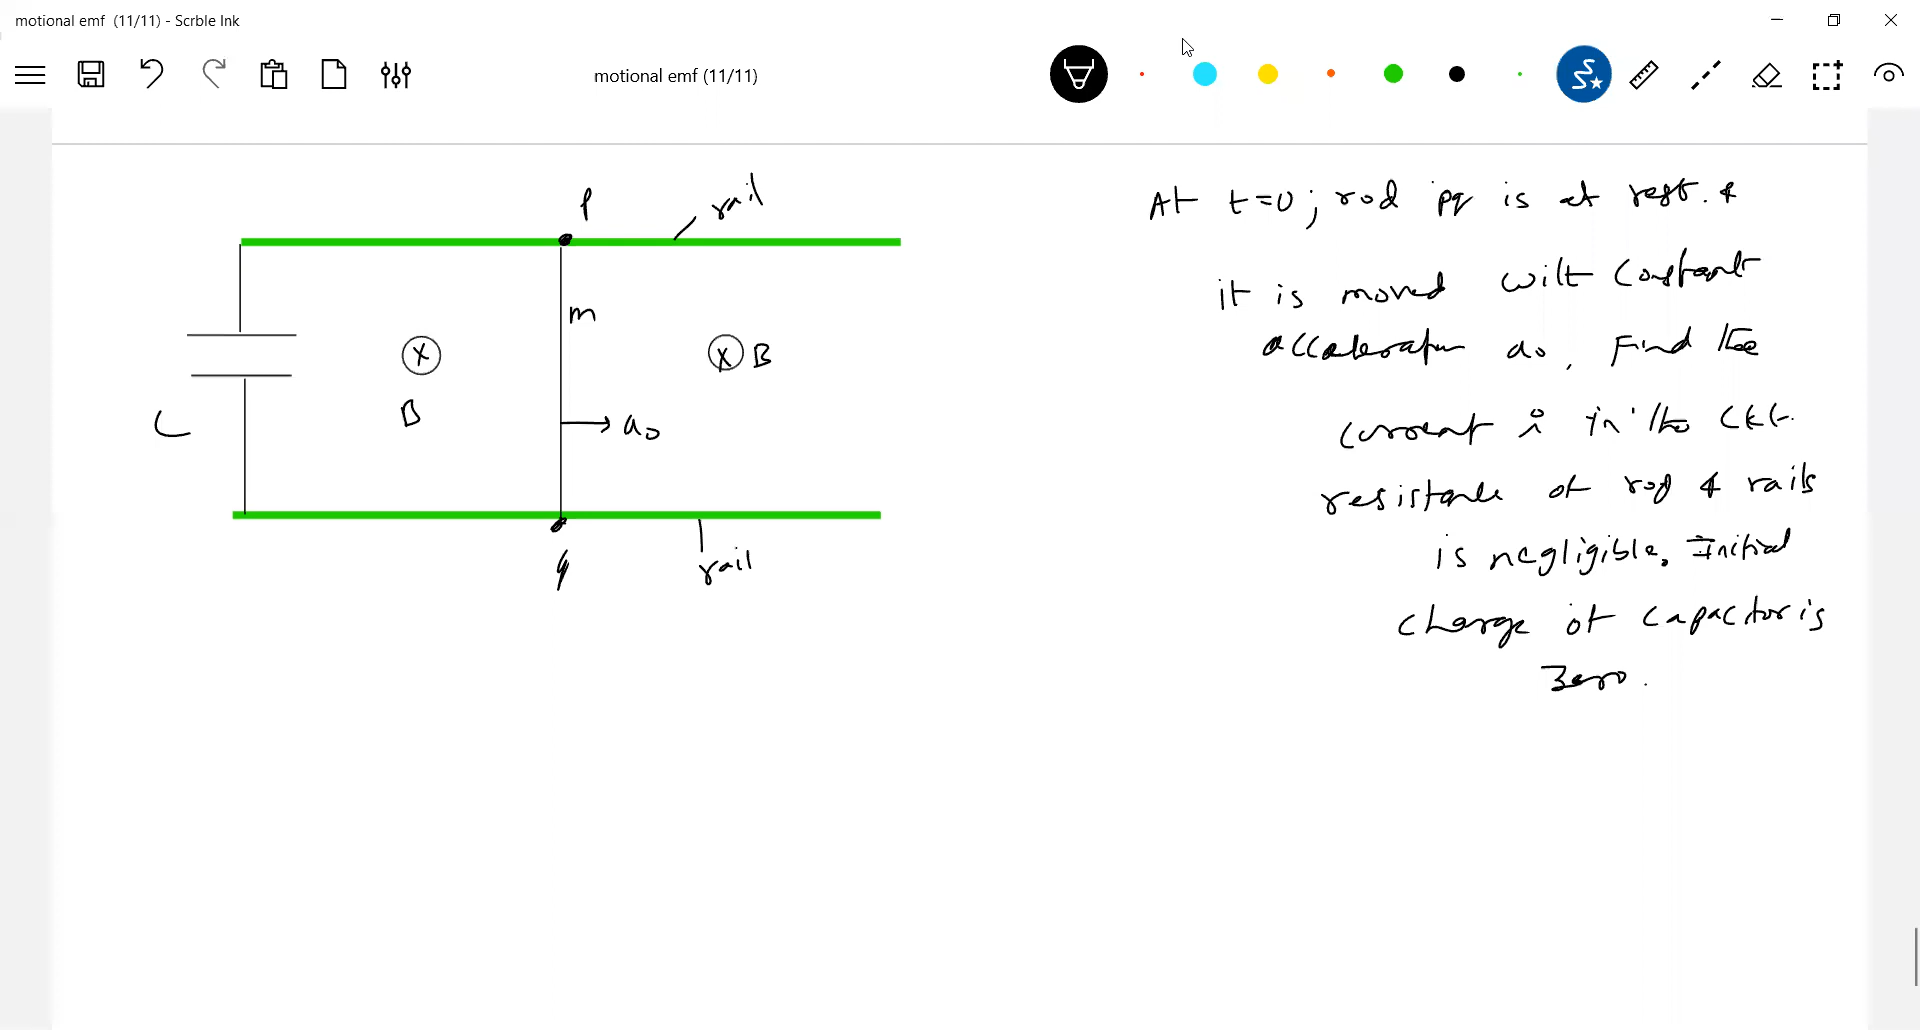 motional emf (11/11) - Scrble Ink
motional emf (11/11)
P
rail
At t=0; rod pq is at rest. &
it is moved with constant
m
acceleration a₀. Find the
B
B
C
a₀
current i in the ckt.
resistance of rod & rails
is negligible. Initial
q
rail
charge of capacitor is
zero.